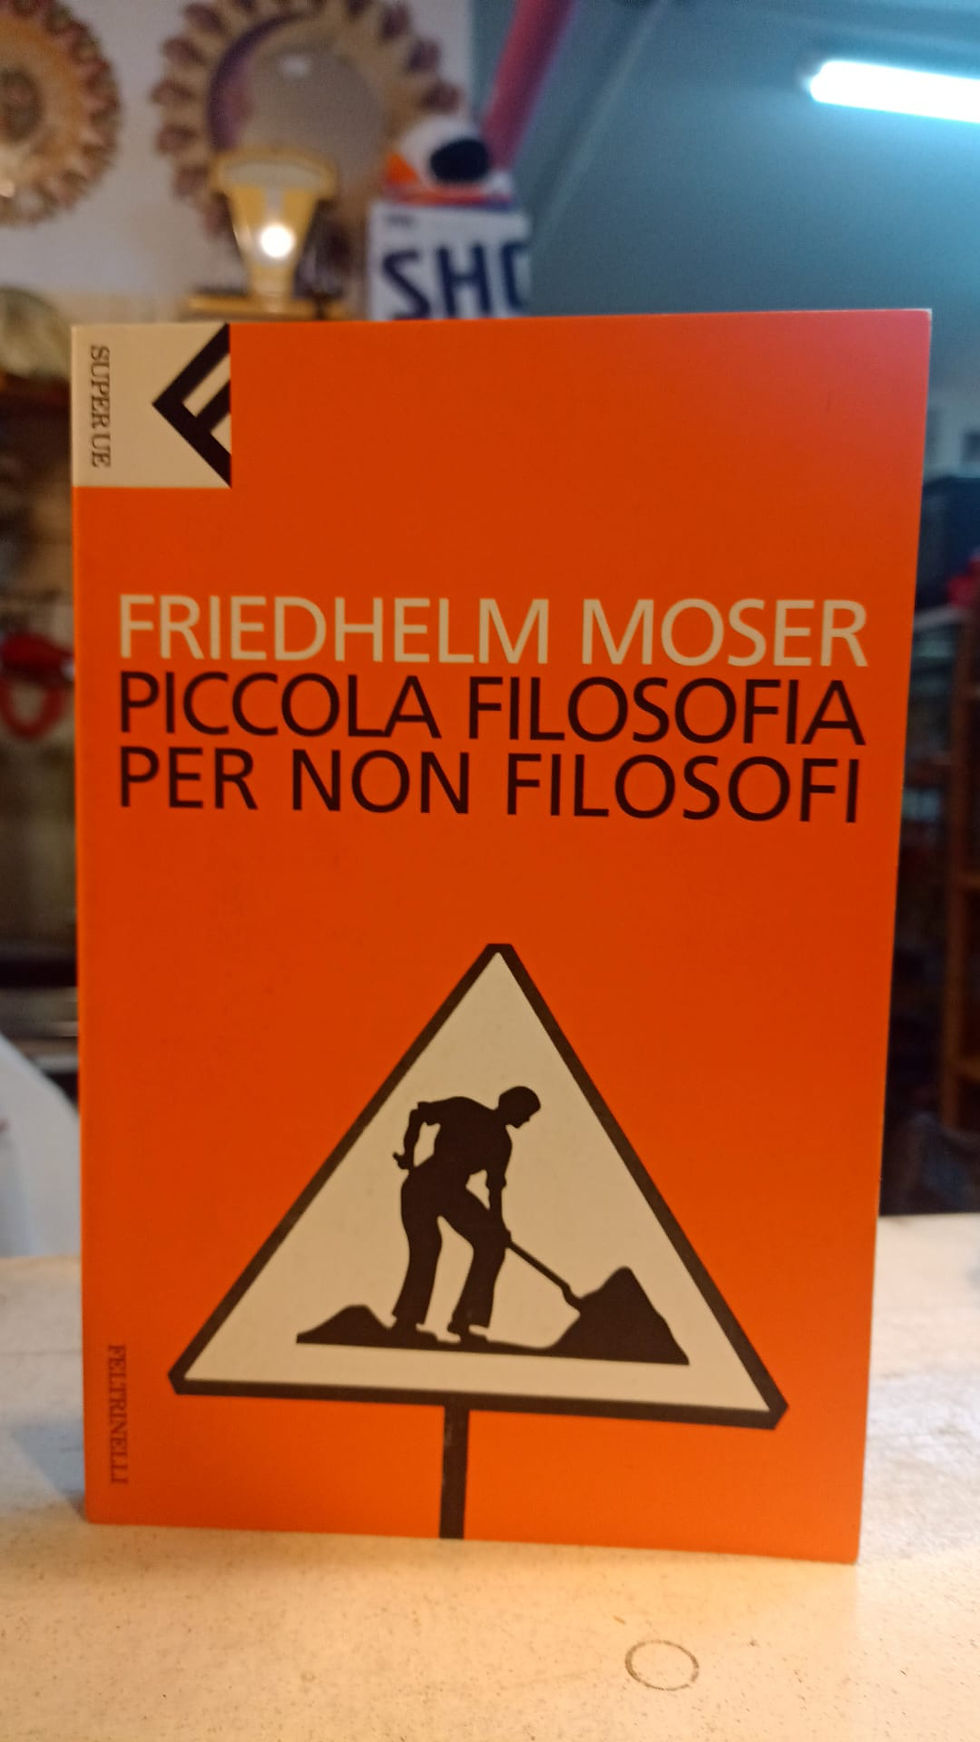 SHO
SUPER UE
FRIEDHELM MOSER
PICCOLA FILOSOFIA
PER NON FILOSOFI
FELTRINELLI